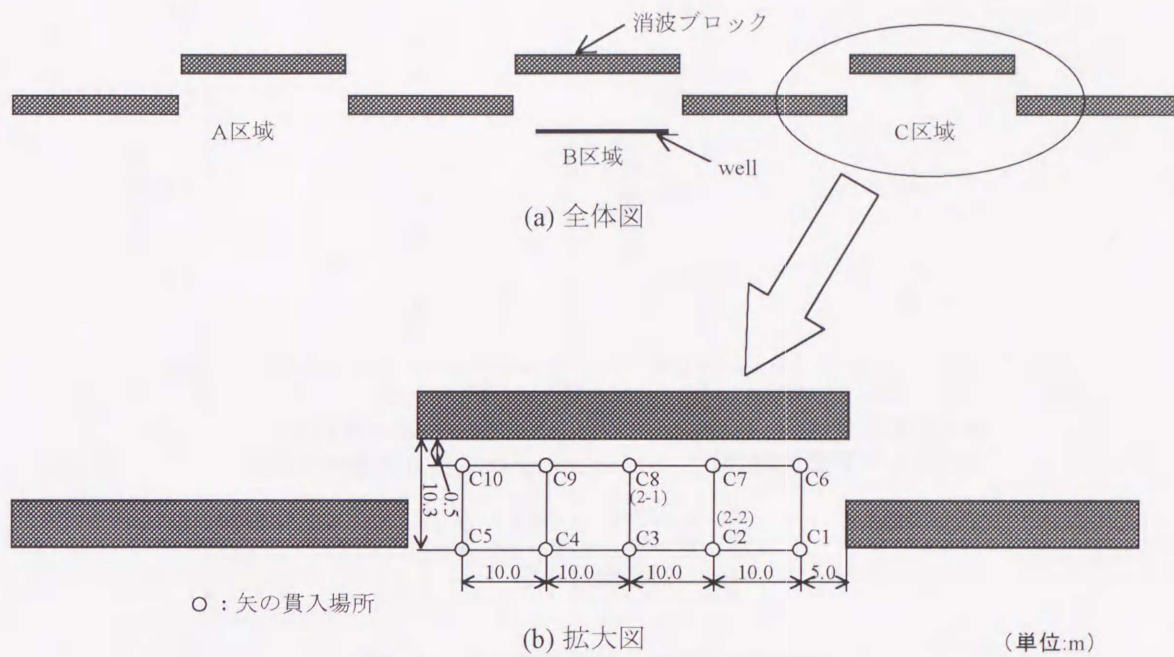 消波ブロック
A区域
B区域
well
C区域
(a) 全体図
C10 C9 C8 C7 C6
(2-1)
0.5
10.3
(2-2)
C5 C4 C3 C2 C1
10.0 10.0 10.0 10.0 5.0
○ : 矢の貫入場所
(b) 拡大図
(単位:m)